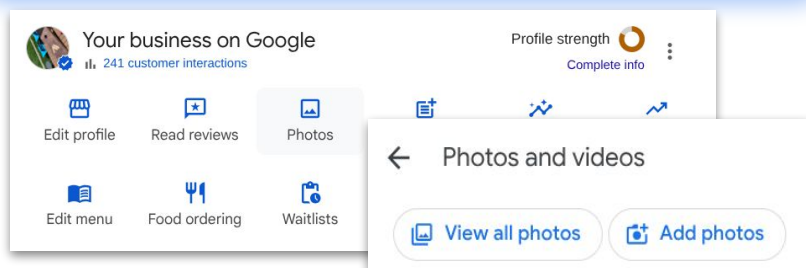 Your business on Google
241 customer interactions
Profile strength
Complete info
Edit profile
Read reviews
Photos
Edit menu
Food ordering
Waitlists
Photos and videos
View all photos
Add photos